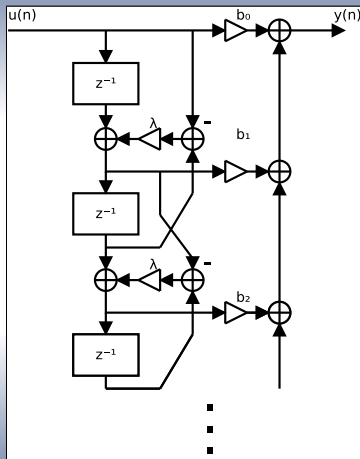 u(n) b₀ y(n)
z⁻¹
λ -
b₁
z⁻¹
λ -
b₂
z⁻¹